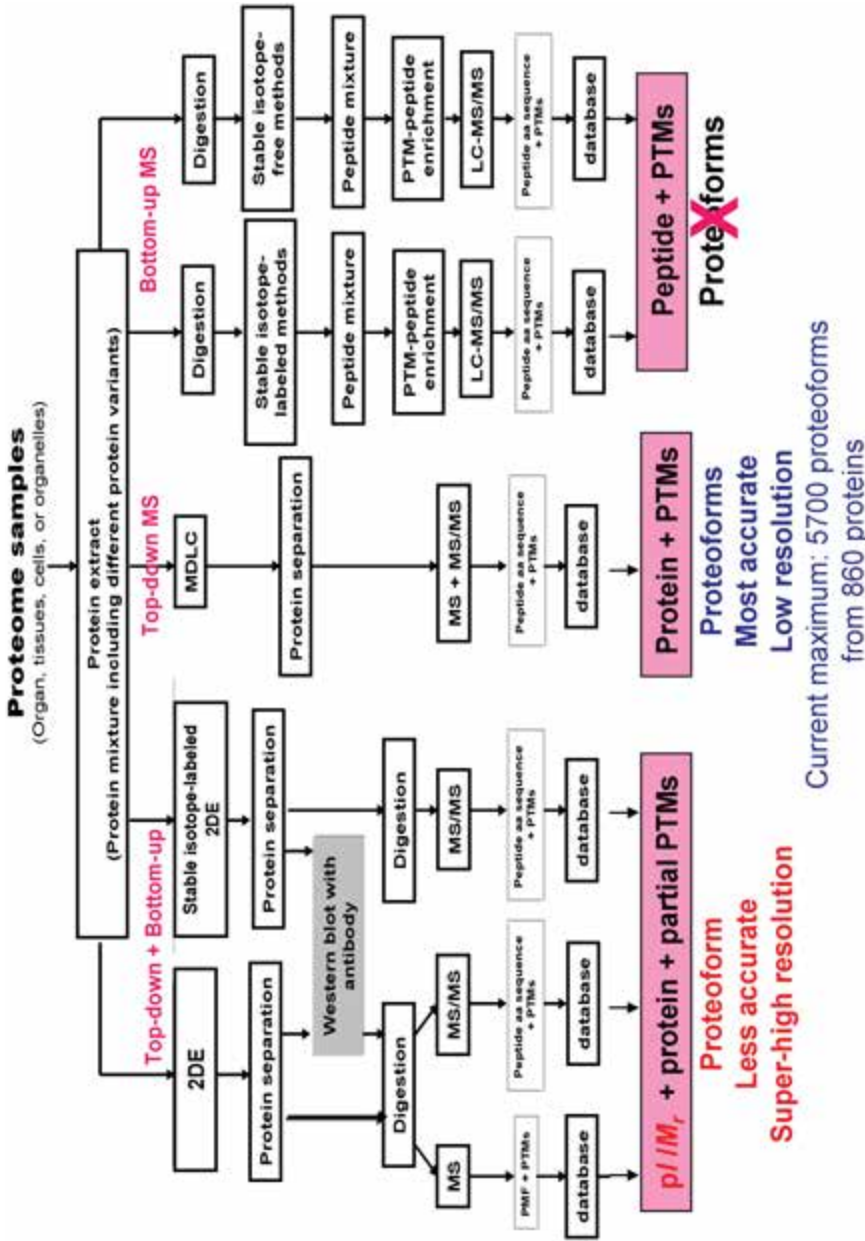 Proteome samples
(Organ, tissues, cells, or organelles)
Protein extract
(Protein mixture including different protein variants)
Top-down + Bottom-up
2DE
Protein separation
Western blot with
antibody
Digestion
MS
MS/MS
PMF + PTMs
Peptide aa sequence
+ PTMs
database
database
Stable isotope-labeled
2DE
Protein separation
Digestion
MS/MS
Peptide aa sequence
+ PTMs
database
pI /Mr + protein + partial PTMs
Proteoform
Less accurate
Super-high resolution
Top-down MS
MDLC
Protein separation
MS + MS/MS
Peptide aa sequence
+ PTMs
database
Protein + PTMs
Proteoforms
Most accurate
Low resolution
Current maximum: 5700 proteoforms
from 860 proteins
Bottom-up MS
Digestion
Stable isotope-
labeled methods
Peptide mixture
PTM-peptide
enrichment
LC-MS/MS
Peptide aa sequence
+ PTMs
database
Digestion
Stable isotope-
free methods
Peptide mixture
PTM-peptide
enrichment
LC-MS/MS
Peptide aa sequence
+ PTMs
database
Peptide + PTMs
Proteoforms
X